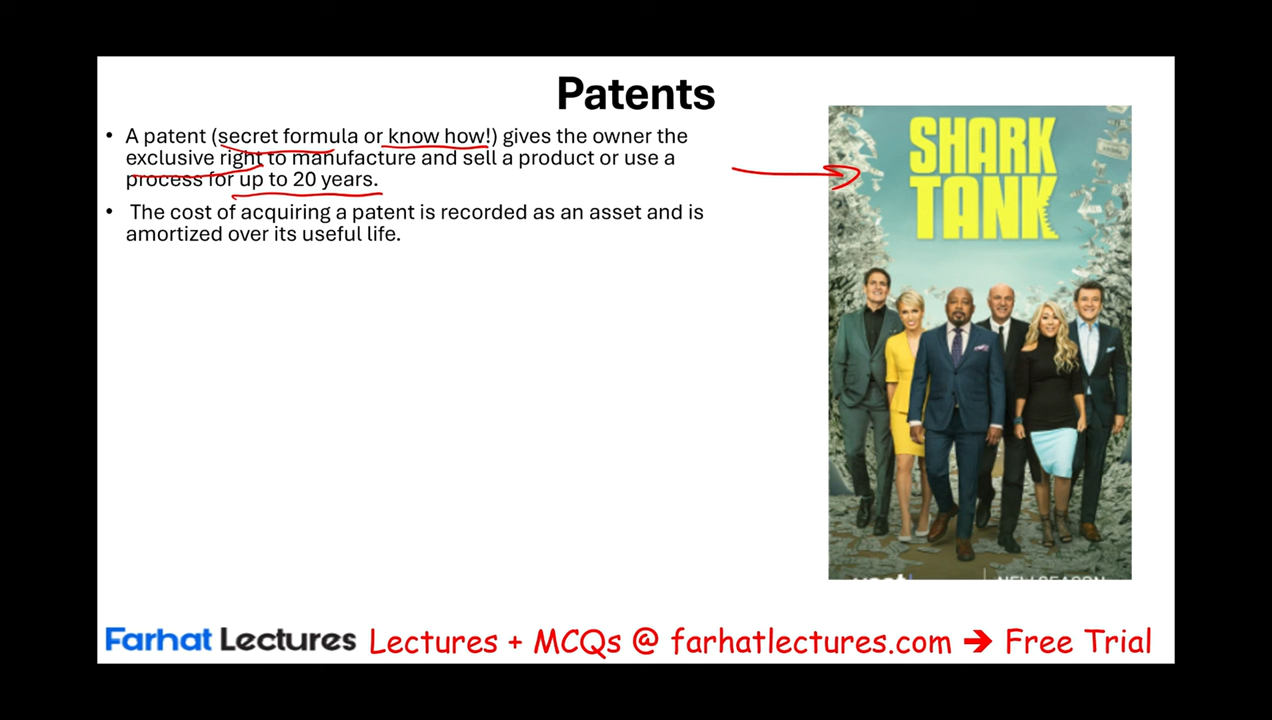 Patents
• A patent (secret formula or know how!) gives the owner the
exclusive right to manufacture and sell a product or use a
process for up to 20 years.
• The cost of acquiring a patent is recorded as an asset and is
amortized over its useful life.
SHARK
TANK
NEW SEASON
Farhat Lectures Lectures + MCQs @ farhatlectures.com ➔ Free Trial